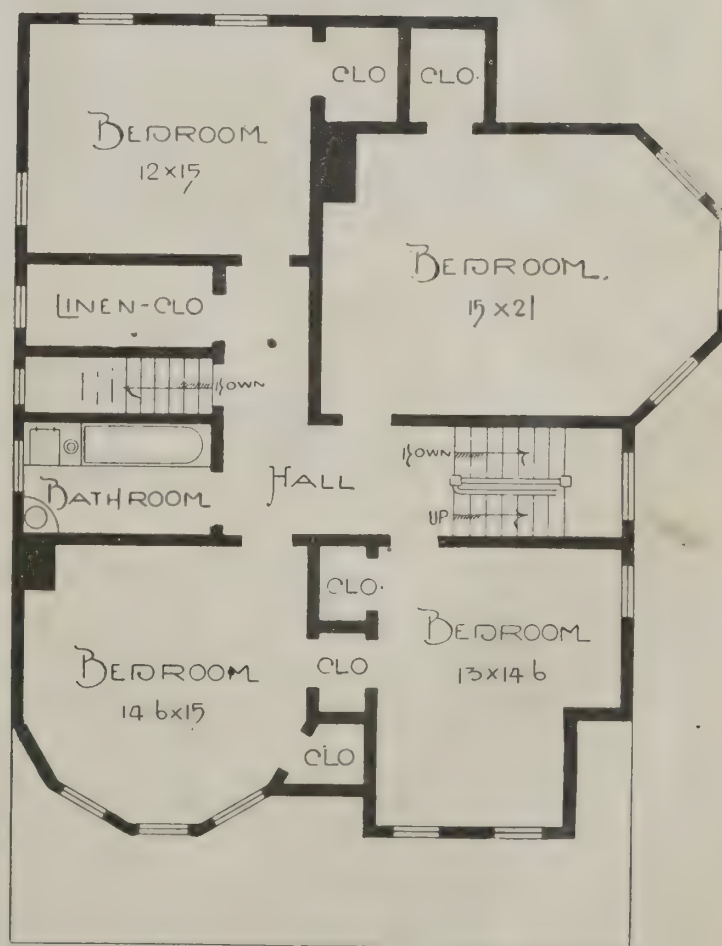 CLO
CLO.
BEDROOM
12x15
BEDROOM.
15x21
LINEN-CLO
DOWN
DOWN
HALL
BATHROOM
UP
CLO.
BEDROOM
13x14 6
CLO
BEDROOM
14 6x15
CLO